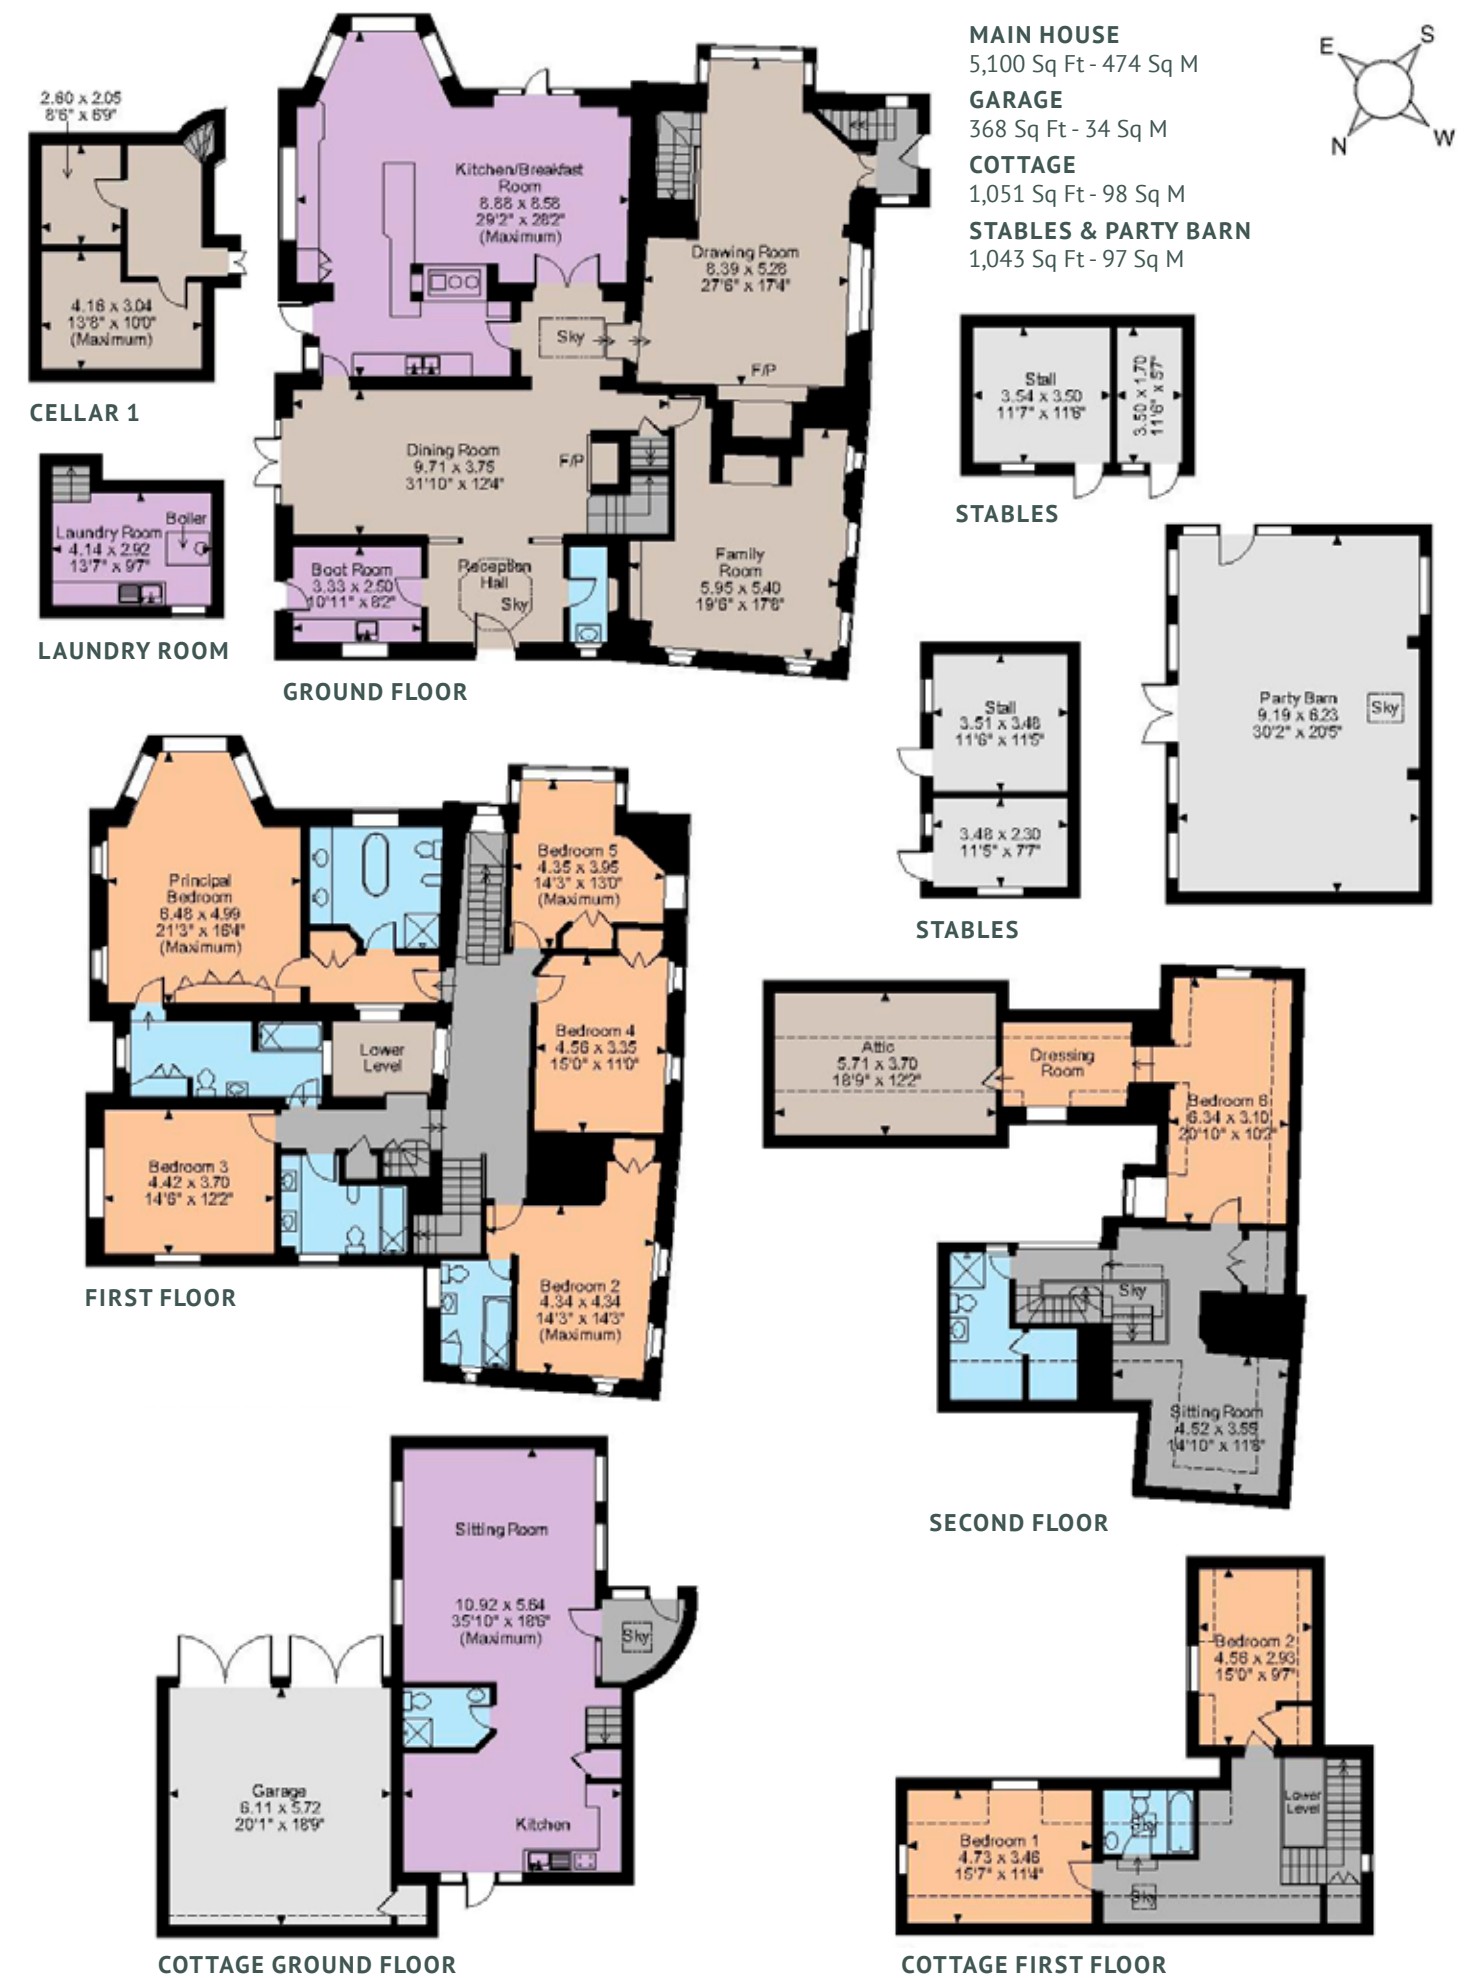 MAIN HOUSE
5,100 Sq Ft - 474 Sq M
GARAGE
368 Sq Ft - 34 Sq M
COTTAGE
1,051 Sq Ft - 98 Sq M
STABLES & PARTY BARN
1,043 Sq Ft - 97 Sq M
E
S
N
W
2.60 x 2.05
8'6" x 6'9"
4.16 x 3.04
13'8" x 10'0"
(Maximum)
CELLAR 1
Laundry Room
4.14 x 2.92
13'7" x 9'7"
Boiler
LAUNDRY ROOM
Kitchen/Breakfast
Room
8.88 x 8.58
29'2" x 28'2"
(Maximum)
Sky
Drawing Room
8.39 x 5.28
27'6" x 17'4"
F/P
Dining Room
9.71 x 3.75
31'10" x 12'4"
F/P
Boot Room
3.33 x 2.50
10'11" x 8'2"
Reception
Hall
Sky
Family
Room
5.95 x 5.40
19'6" x 17'8"
GROUND FLOOR
Stall
3.54 x 3.50
11'7" x 11'6"
3.50 x 1.70
11'6" x 5'7"
STABLES
Stall
3.51 x 3.48
11'6" x 11'5"
3.48 x 2.30
11'5" x 7'7"
STABLES
Party Barn
9.19 x 6.23
30'2" x 20'5"
Sky
Principal
Bedroom
6.48 x 4.99
21'3" x 16'4"
(Maximum)
Bedroom 5
4.35 x 3.95
14'3" x 13'0"
(Maximum)
Bedroom 4
4.56 x 3.35
15'0" x 11'0"
Lower
Level
Bedroom 3
4.42 x 3.70
14'6" x 12'2"
Bedroom 2
4.34 x 4.34
14'3" x 14'3"
(Maximum)
FIRST FLOOR
Attic
5.71 x 3.70
18'9" x 12'2"
Dressing
Room
Bedroom 6
6.34 x 3.10
20'10" x 10'2"
Sky
Sitting Room
4.52 x 3.55
14'10" x 11'8"
SECOND FLOOR
Sitting Room
10.92 x 5.64
35'10" x 18'6"
(Maximum)
Sky
Kitchen
Garage
6.11 x 5.72
20'1" x 18'9"
COTTAGE GROUND FLOOR
Bedroom 2
4.56 x 2.93
15'0" x 9'7"
Lower
Level
Bedroom 1
4.73 x 3.46
15'7" x 11'4"
Sky
Sky
COTTAGE FIRST FLOOR